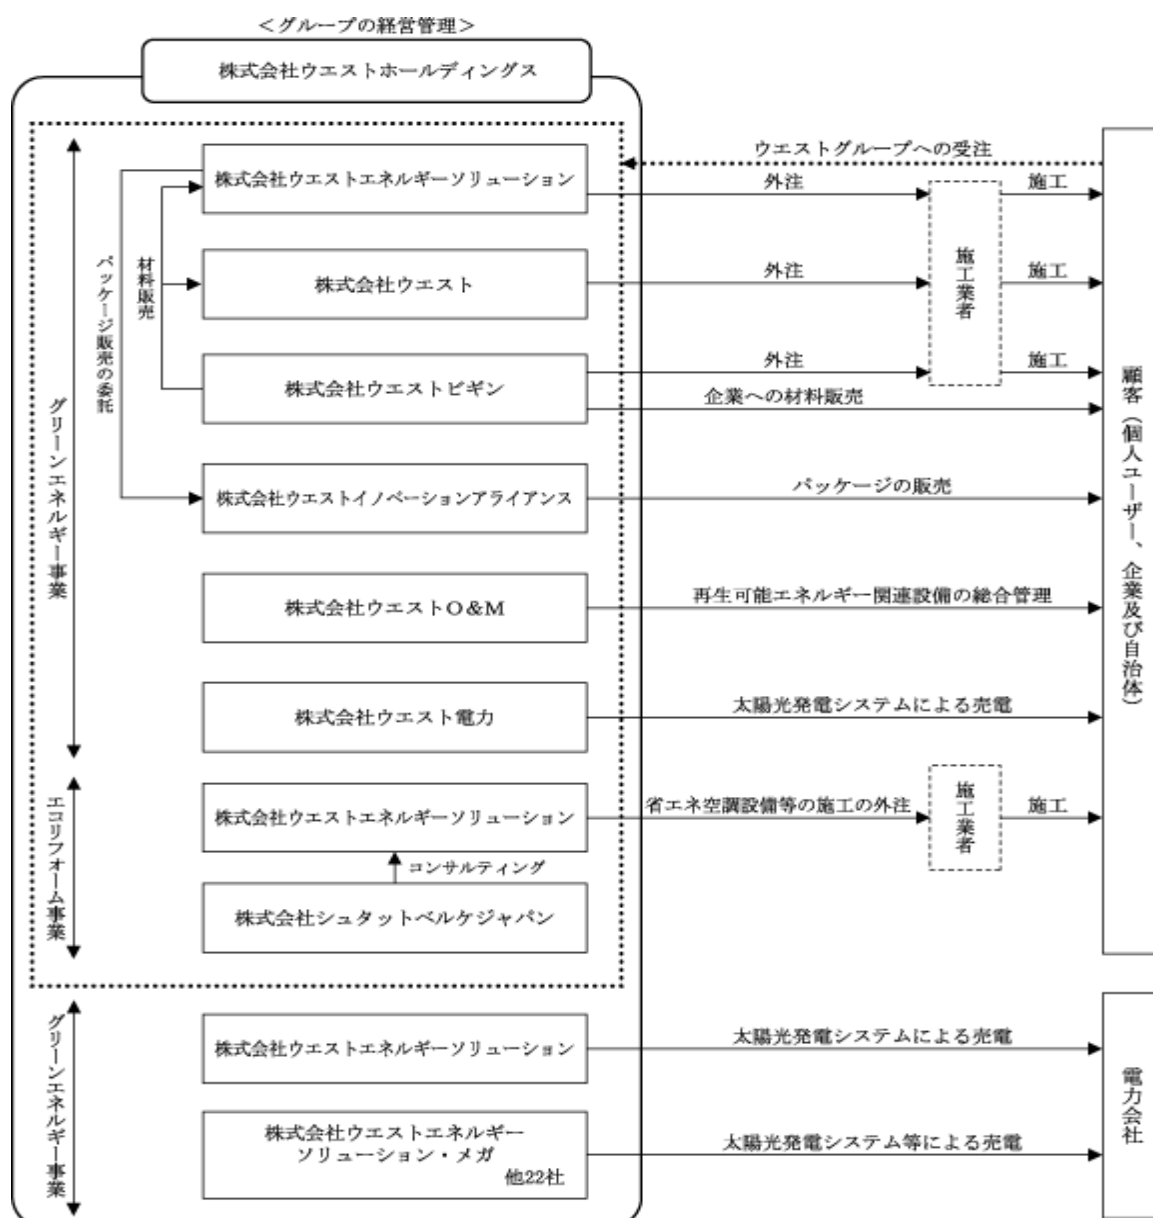 ＜グループの経営管理＞
株式会社ウエストホールディングス
ウエストグループへの受注
株式会社ウエストエネルギーソリューション
外注
施工
株式会社ウエスト
外注
施工
施工業者
材料販売
パッケージ販売の委託
株式会社ウエストビギン
外注
施工
企業への材料販売
グリーンエネルギー事業
株式会社ウエストイノベーションアライアンス
パッケージの販売
顧客（個人ユーザー、企業及び自治体）
株式会社ウエストＯ＆Ｍ
再生可能エネルギー関連設備の総合管理
株式会社ウエスト電力
太陽光発電システムによる売電
エコリフォーム事業
株式会社ウエストエネルギーソリューション
省エネ空調設備等の施工の外注
施工業者
施工
コンサルティング
株式会社シュタットベルケジャパン
グリーンエネルギー事業
株式会社ウエストエネルギーソリューション
太陽光発電システムによる売電
電力会社
株式会社ウエストエネルギー
ソリューション・メガ
他22社
太陽光発電システム等による売電